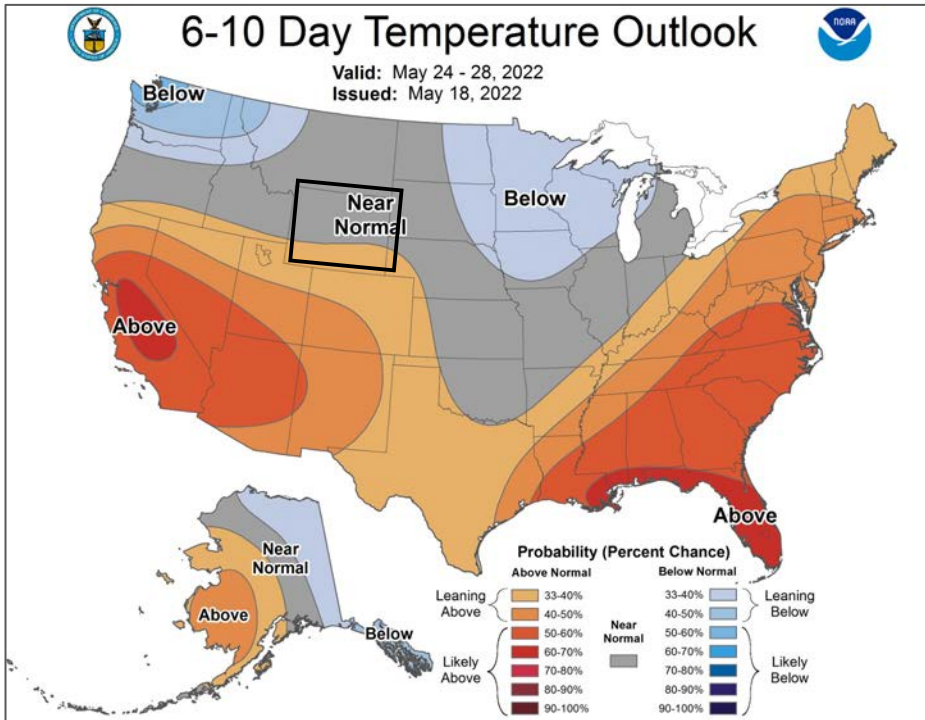 6-10 Day Temperature Outlook
NOAA
Valid: May 24 - 28, 2022
Issued: May 18, 2022
Below
Near
Normal
Below
Above
Above
Near
Normal
Above
Below
Probability (Percent Chance)
Above Normal
Below Normal
Leaning
Above
33-40%
40-50%
Likely
Above
50-60%
60-70%
70-80%
80-90%
90-100%
Near
Normal
33-40%
40-50%
Leaning
Below
50-60%
60-70%
70-80%
80-90%
90-100%
Likely
Below